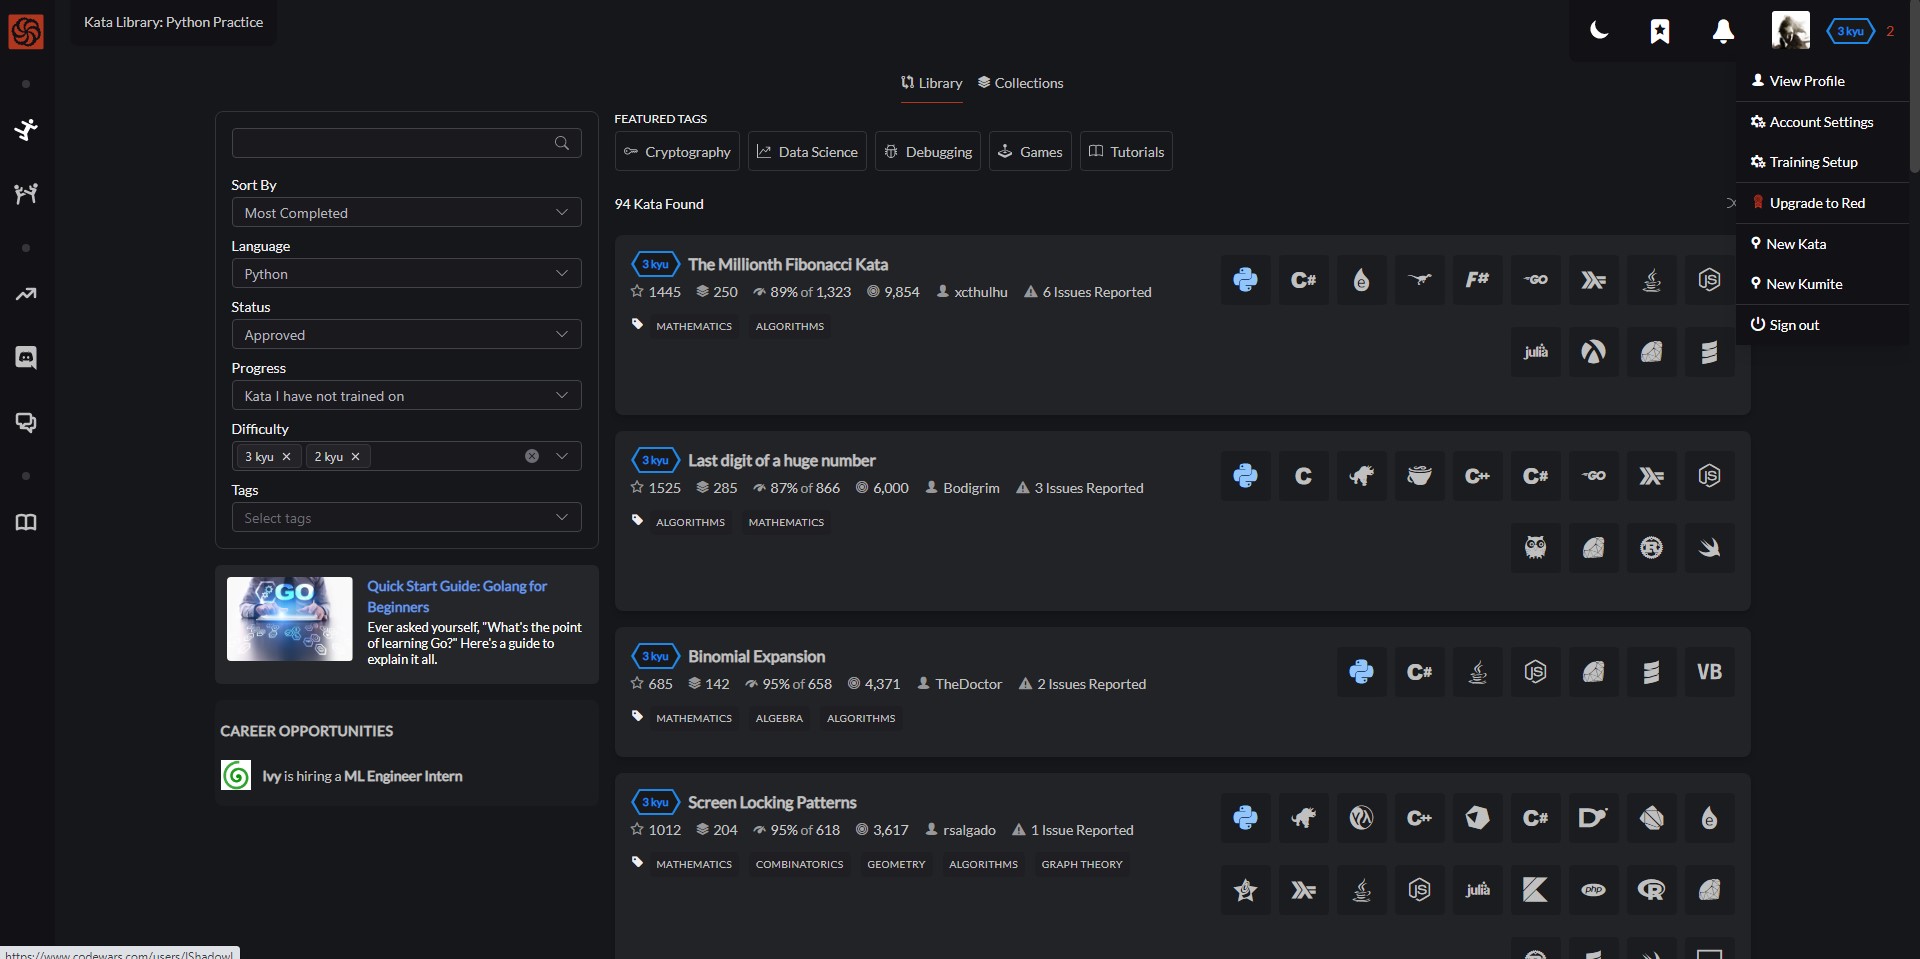 Kata Library: Python Practice
3 kyu 2
View Profile
Account Settings
Training Setup
Upgrade to Red
New Kata
New Kumite
Sign out
Library Collections
Sort By
Most Completed
Language
Python
Status
Approved
Progress
Kata I have not trained on
Difficulty
3 kyu 2 kyu
Tags
Select tags
GO
Quick Start Guide: Golang for
Beginners
Ever asked yourself, "What's the point
of learning Go?" Here's a guide to
explain it all.
CAREER OPPORTUNITIES
Ivy is hiring a ML Engineer Intern
FEATURED TAGS
Cryptography Data Science Debugging Games Tutorials
94 Kata Found
3 kyu The Millionth Fibonacci Kata
1445 250 89% of 1,323 9,854 xcthulhu 6 Issues Reported
MATHEMATICS ALGORITHMS
C# e F# GO JS
julia
3 kyu Last digit of a huge number
1525 285 87% of 866 6,000 Bodigrim 3 Issues Reported
ALGORITHMS MATHEMATICS
C C++ C# GO JS
3 kyu Binomial Expansion
685 142 95% of 658 4,371 TheDoctor 2 Issues Reported
MATHEMATICS ALGEBRA ALGORITHMS
C# JS VB
3 kyu Screen Locking Patterns
1012 204 95% of 618 3,617 rsalgado 1 Issue Reported
MATHEMATICS COMBINATORICS GEOMETRY ALGORITHMS GRAPH THEORY
C++ C# D e
JS julia php R
https://www.codewars.com/users/IShadowI